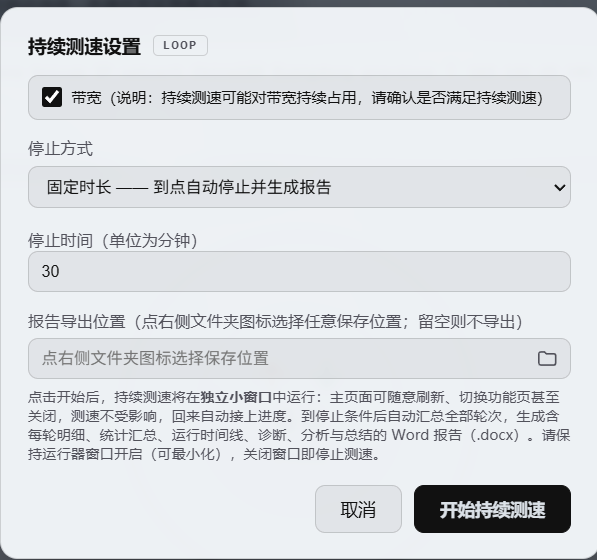 持续测速设置 LOOP
带宽（说明：持续测速可能对带宽持续占用，请确认是否满足持续测速）
停止方式
固定时长 —— 到点自动停止并生成报告
停止时间（单位为分钟）
30
报告导出位置（点右侧文件夹图标选择任意保存位置；留空则不导出）
点右侧文件夹图标选择保存位置
点击开始后，持续测速将在独立小窗口中运行：主页面可随意刷新、切换功能页甚至
关闭，测速不受影响，回来自动接上进度。到停止条件后自动汇总全部轮次，生成含
每轮明细、统计汇总、运行时间线、诊断、分析与总结的 Word 报告（.docx）。请保
持运行器窗口开启（可最小化），关闭窗口即停止测速。
取消 开始持续测速